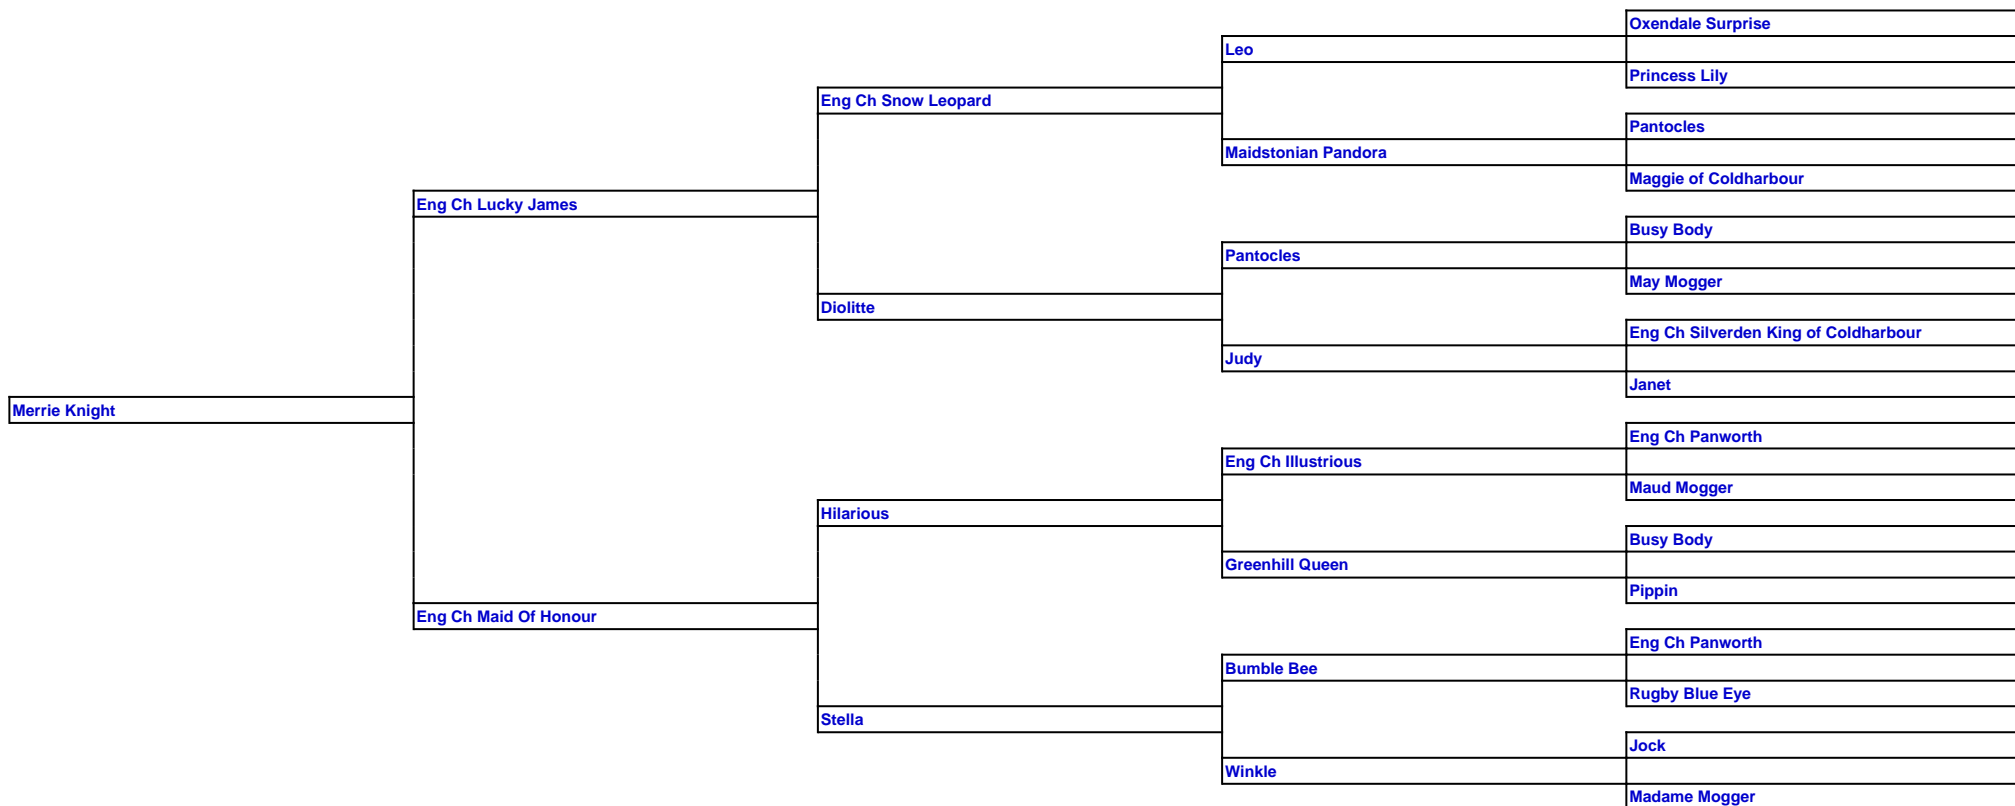 Oxendale Surprise
Leo
Princess Lily
Eng Ch Snow Leopard
Pantocles
Maidstonian Pandora
Maggie of Coldharbour
Eng Ch Lucky James
Busy Body
Pantocles
May Mogger
Diolitte
Eng Ch Silverden King of Coldharbour
Judy
Janet
Merrie Knight
Eng Ch Panworth
Eng Ch Illustrious
Maud Mogger
Hilarious
Busy Body
Greenhill Queen
Pippin
Eng Ch Maid Of Honour
Eng Ch Panworth
Bumble Bee
Rugby Blue Eye
Stella
Jock
Winkle
Madame Mogger